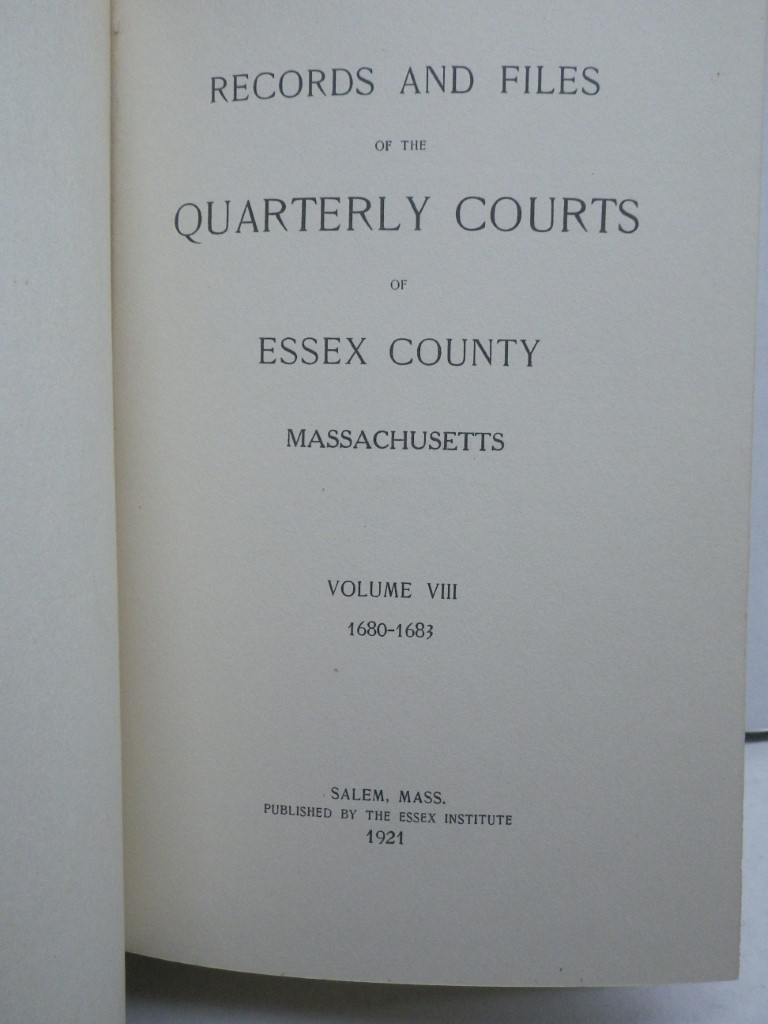 RECORDS AND FILES
OF THE
QUARTERLY COURTS
OF
ESSEX COUNTY
MASSACHUSETTS
VOLUME VIII
1680-1683
SALEM, MASS.
PUBLISHED BY THE ESSEX INSTITUTE
1921